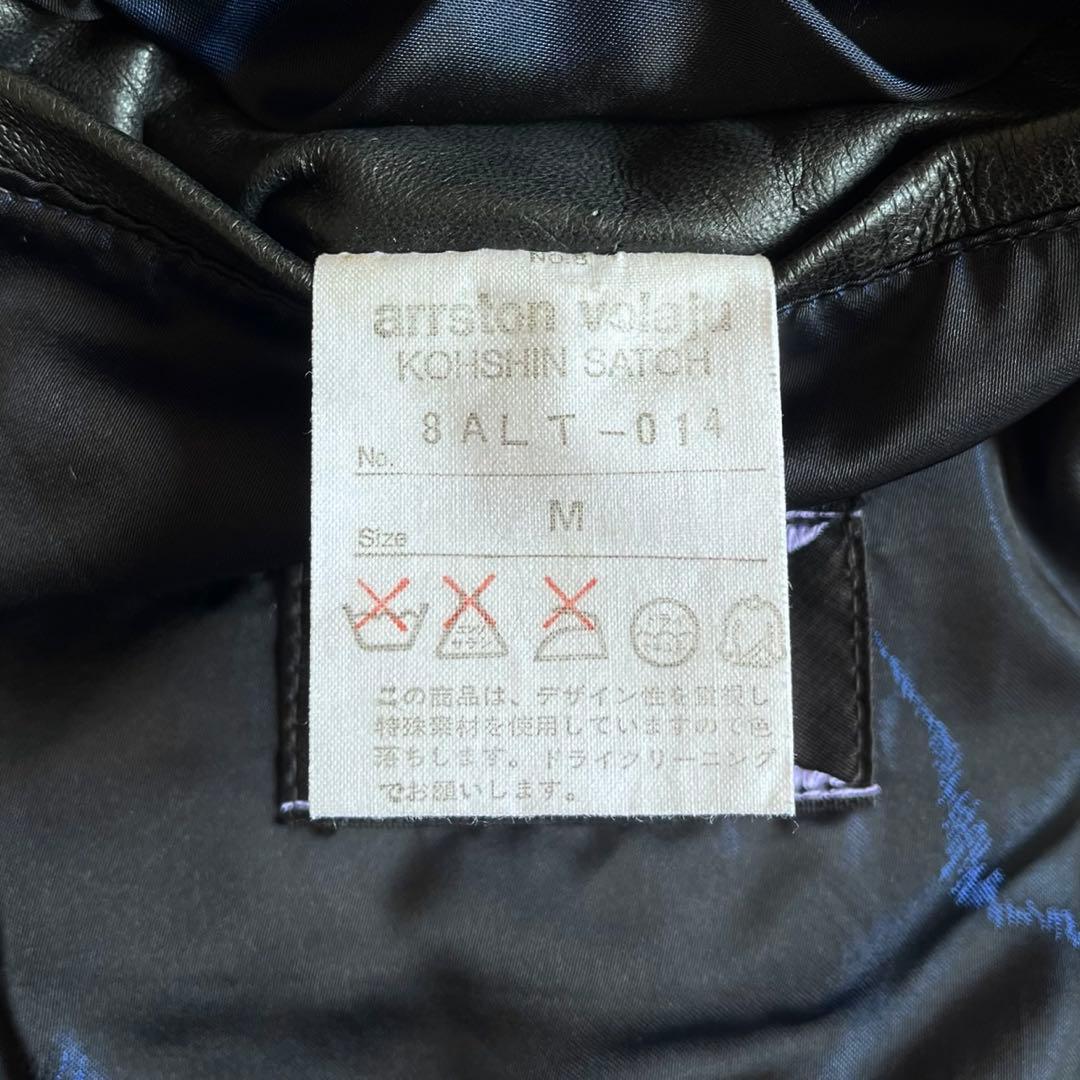 NO.8
arrston volaju
KOHSHIN SATOH
No. 8ALT-014
Size M
この商品は、デザイン性を重視し
特殊素材を使用していますので色
落ちします。ドライクリーニング
でお願いします。